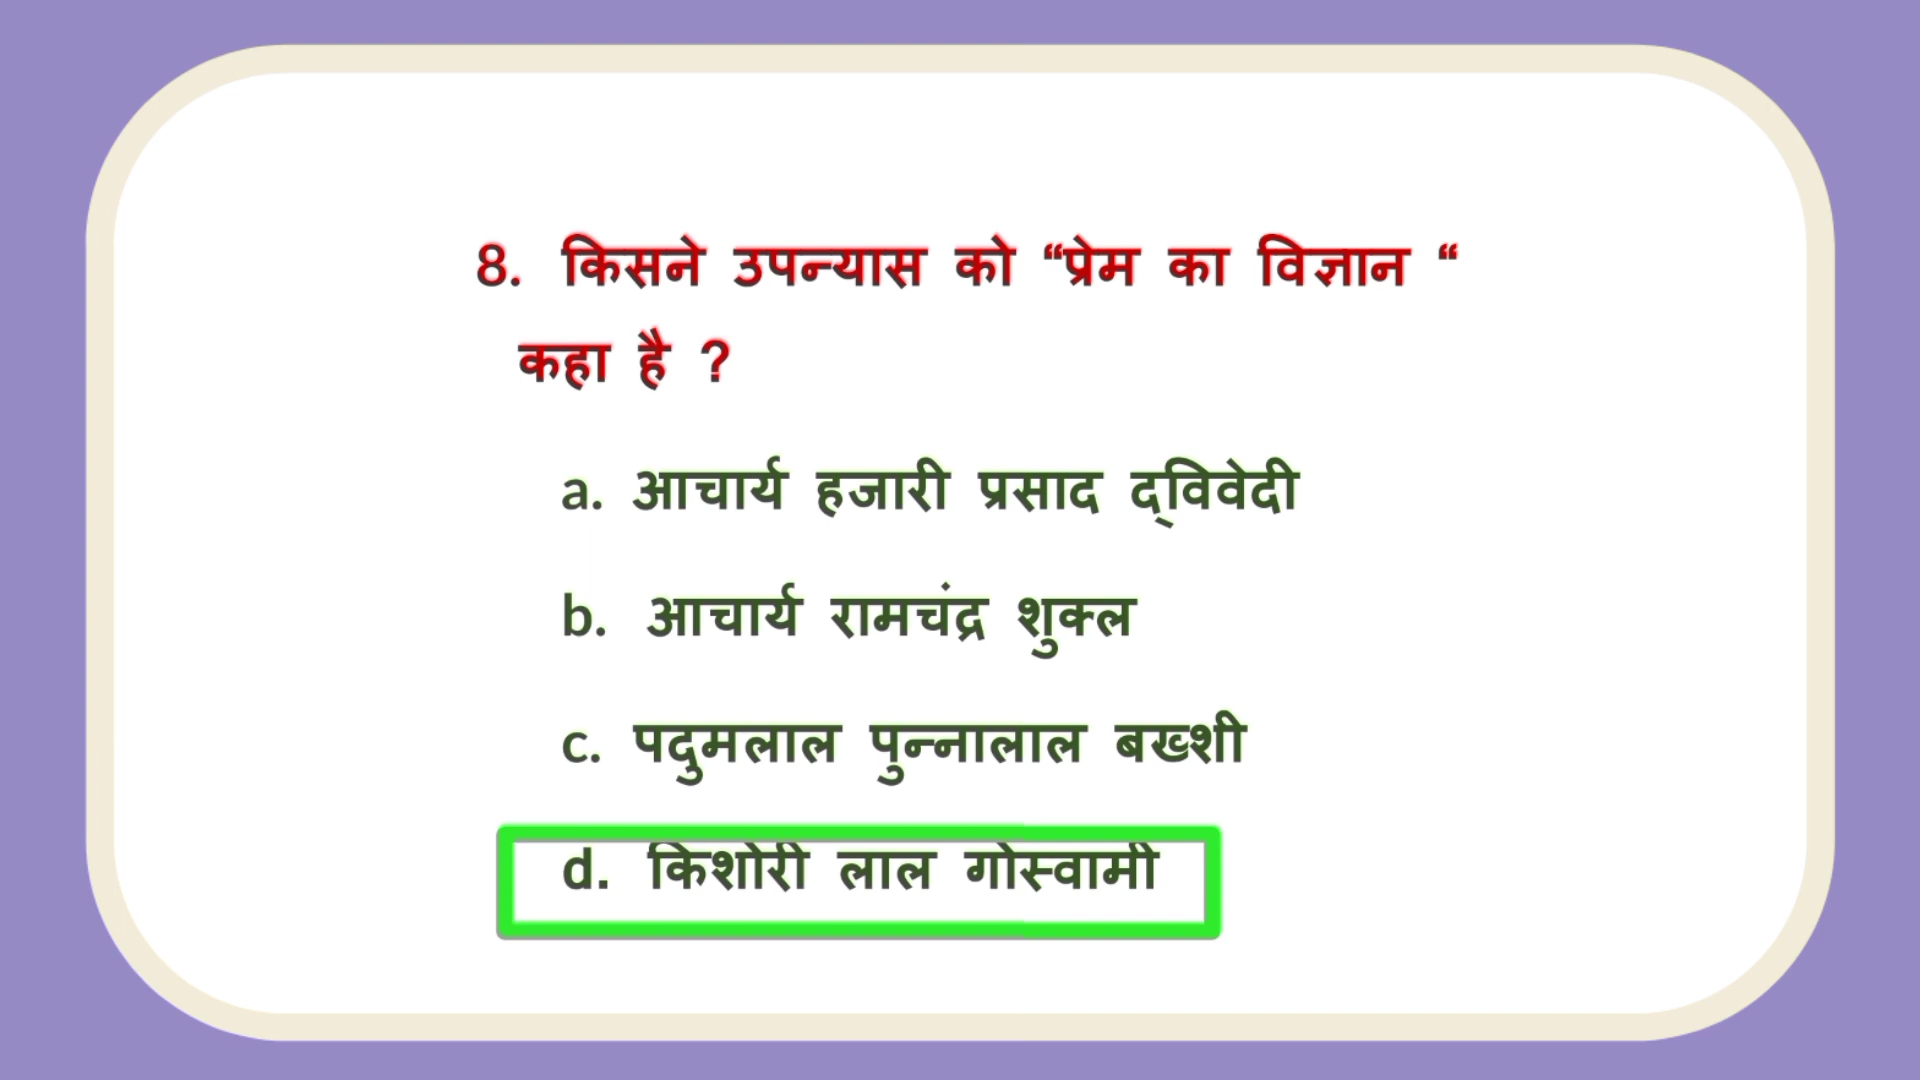 8. किसने उपन्यास को “प्रेम का विज्ञान “
कहा है ?
a. आचार्य हजारी प्रसाद द्‌विवेदी
b. आचार्य रामचंद्र शुक्ल
c. पदुमलाल पुन्नालाल बख्शी
d. किशोरी लाल गोस्वामी